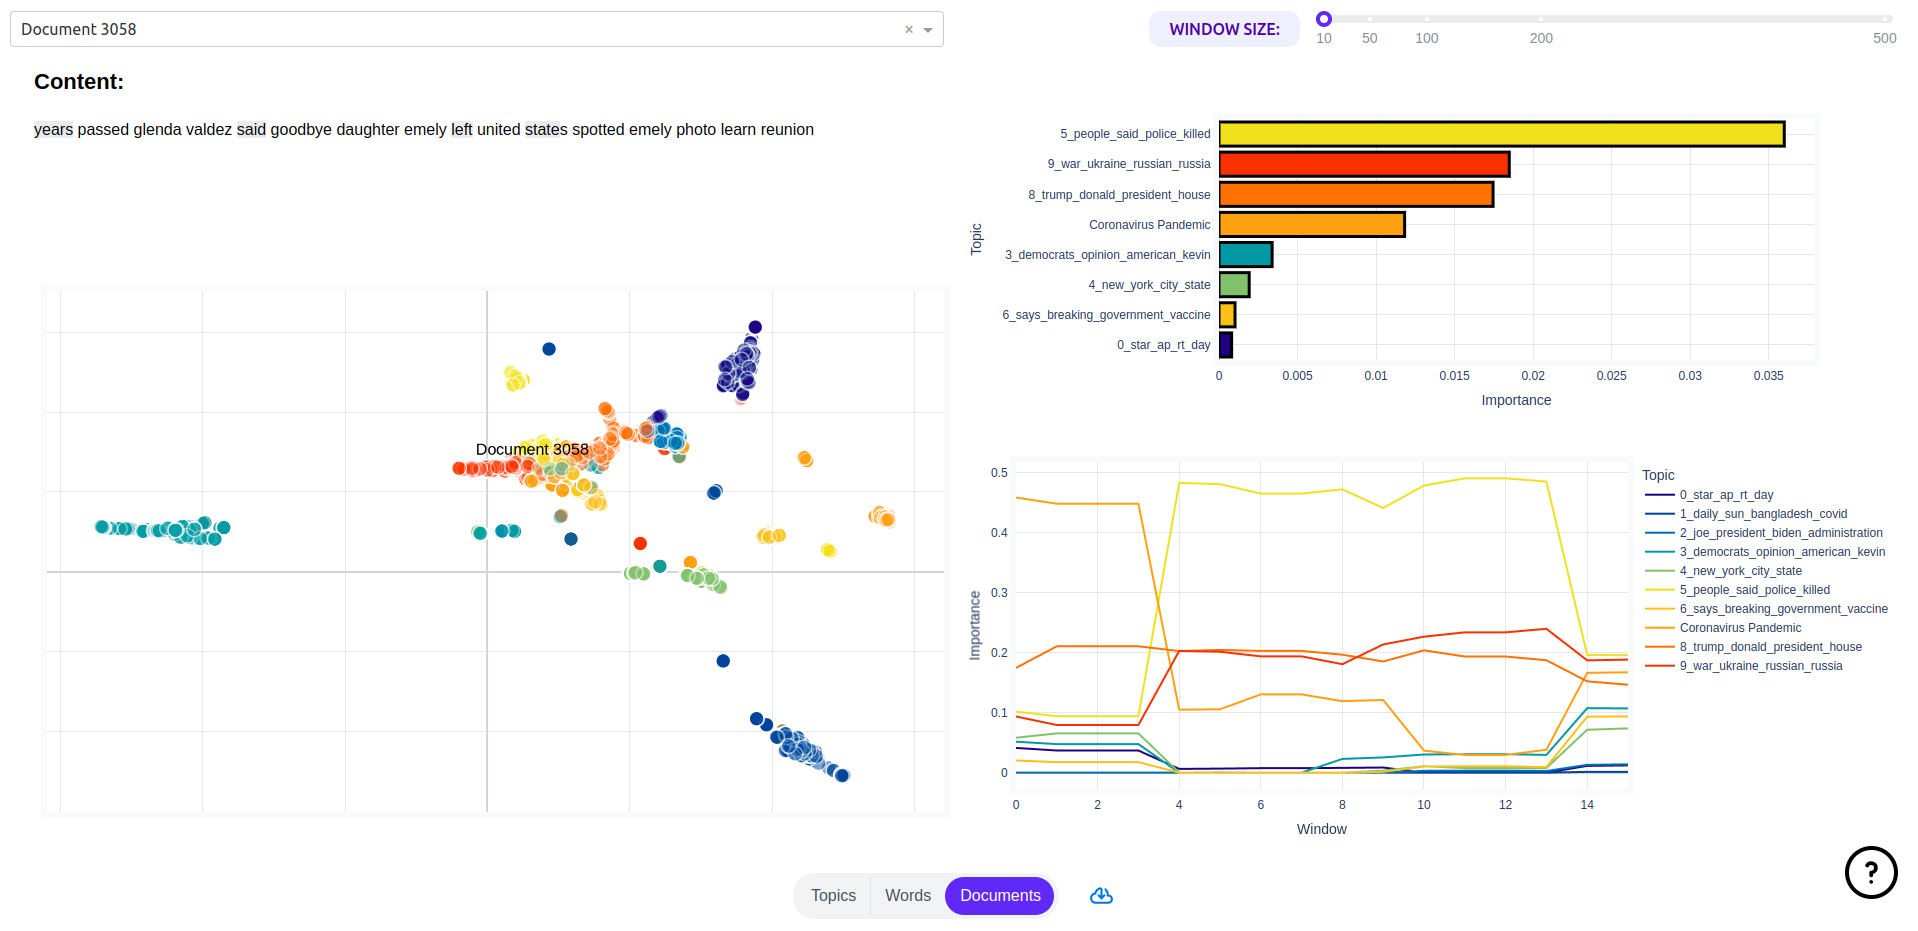 Document 3058
×
WINDOW SIZE:
10
50
100
200
500
Content:
years passed glenda valdez said goodbye daughter emely left united states spotted emely photo learn reunion
Document 3058
Topic
5_people_said_police_killed
9_war_ukraine_russian_russia
8_trump_donald_president_house
Coronavirus Pandemic
3_democrats_opinion_american_kevin
4_new_york_city_state
6_says_breaking_government_vaccine
0_star_ap_rt_day
0
0.005
0.01
0.015
0.02
0.025
0.03
0.035
Importance
Importance
0.5
0.4
0.3
0.2
0.1
0
0
2
4
6
8
10
12
14
Window
Topic
0_star_ap_rt_day
1_daily_sun_bangladesh_covid
2_joe_president_biden_administration
3_democrats_opinion_american_kevin
4_new_york_city_state
5_people_said_police_killed
6_says_breaking_government_vaccine
Coronavirus Pandemic
8_trump_donald_president_house
9_war_ukraine_russian_russia
Topics
Words
Documents
?